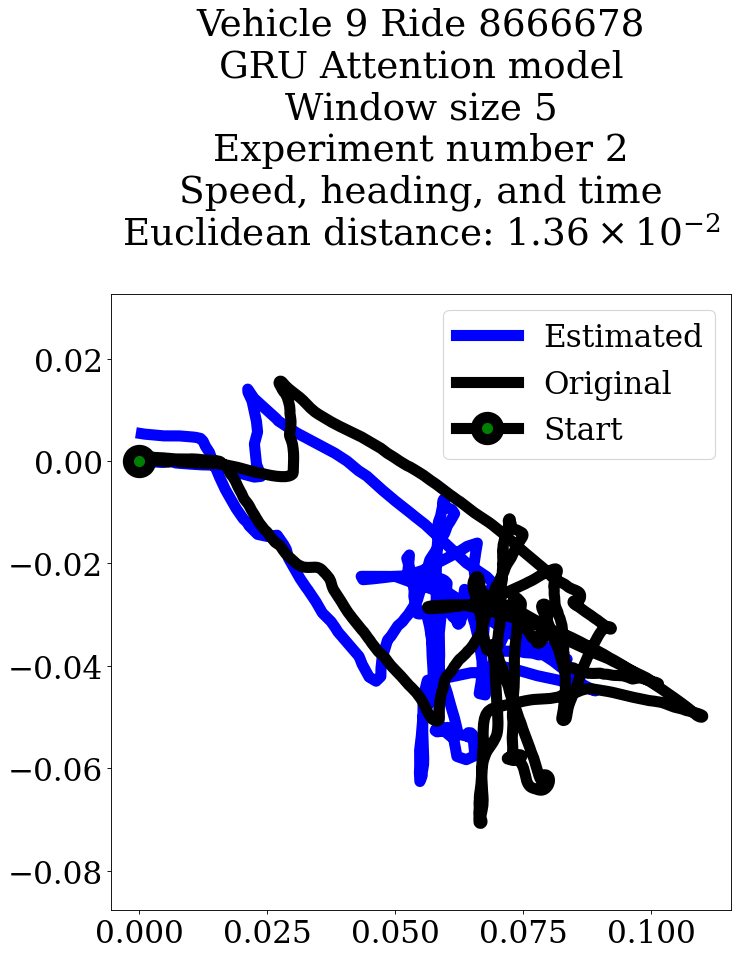 Vehicle 9 Ride 8666678
GRU Attention model
Window size 5
Experiment number 2
Speed, heading, and time
Euclidean distance: 1.36 × 10⁻²
Estimated
Original
Start
0.02
0.00
−0.02
−0.04
−0.06
−0.08
0.000 0.025 0.050 0.075 0.100